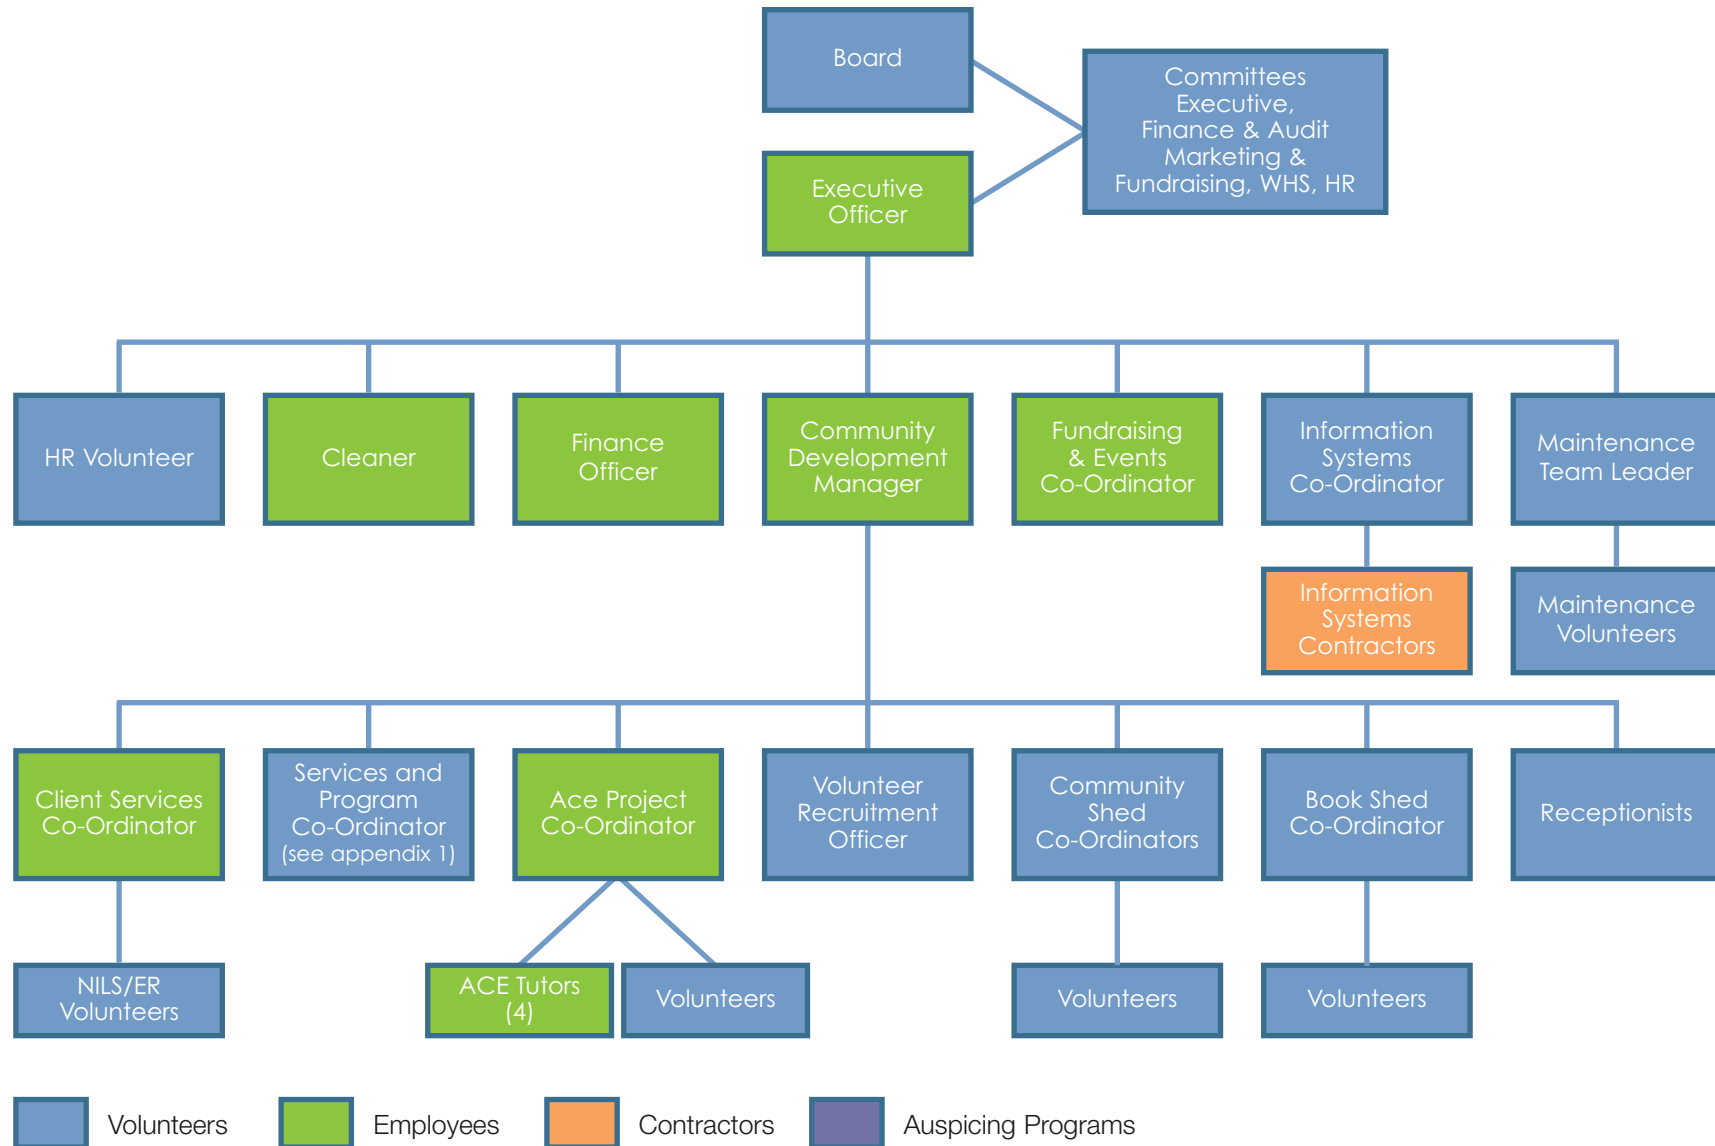 Board
Committees
Executive,
Finance & Audit
Marketing &
Fundraising, WHS, HR
Executive
Officer
HR Volunteer
Cleaner
Finance
Officer
Community
Development
Manager
Fundraising
& Events
Co-Ordinator
Information
Systems
Co-Ordinator
Maintenance
Team Leader
Information
Systems
Contractors
Maintenance
Volunteers
Client Services
Co-Ordinator
Services and
Program
Co-Ordinator
(see appendix 1)
Ace Project
Co-Ordinator
Volunteer
Recruitment
Officer
Community
Shed
Co-Ordinators
Book Shed
Co-Ordinator
Receptionists
NILS/ER
Volunteers
ACE Tutors
(4)
Volunteers
Volunteers
Volunteers
Volunteers
Employees
Contractors
Auspicing Programs